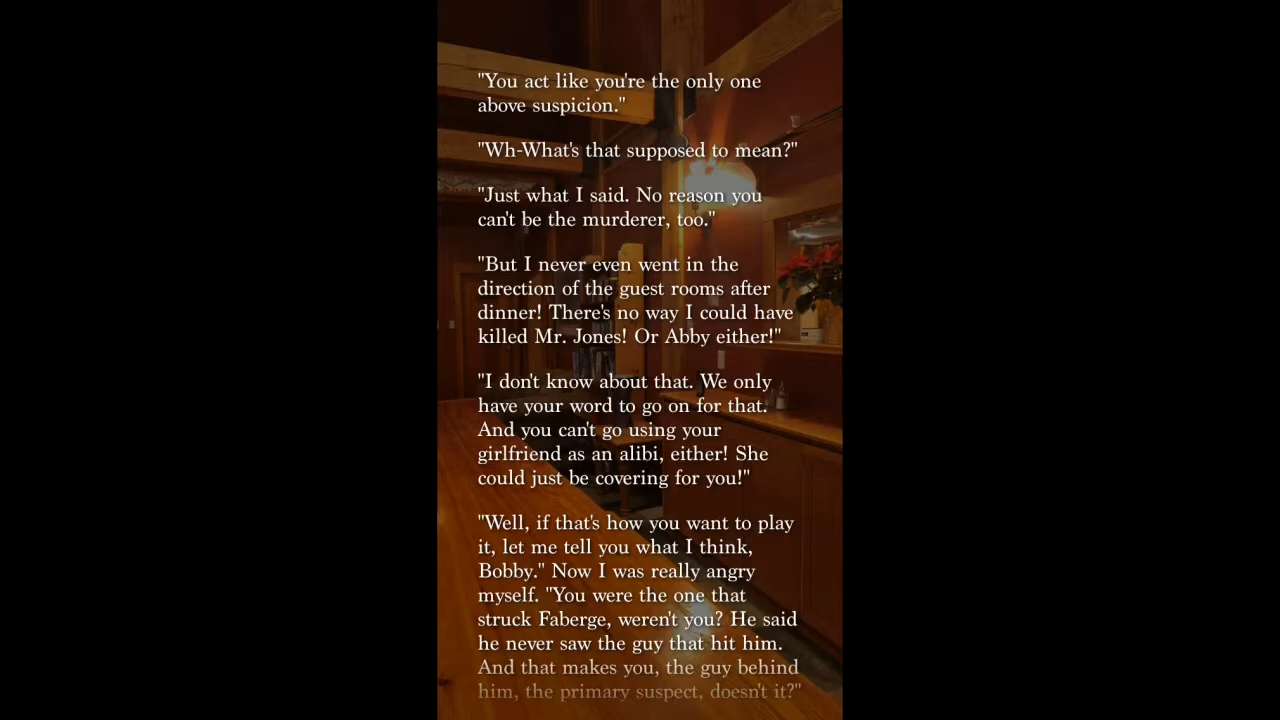 "You act like you're the only one
above suspicion."
"Wh-What's that supposed to mean?"
"Just what I said. No reason you
can't be the murderer, too."
"But I never even went in the
direction of the guest rooms after
dinner! There's no way I could have
killed Mr. Jones! Or Abby either!"
"I don't know about that. We only
have your word to go on for that.
And you can't go using your
girlfriend as an alibi, either! She
could just be covering for you!"
"Well, if that's how you want to play
it, let me tell you what I think,
Bobby." Now I was really angry
myself. "You were the one that
struck Faberge, weren't you? He said
he never saw the guy that hit him.
And that makes you, the guy behind
him, the primary suspect, doesn't it?"